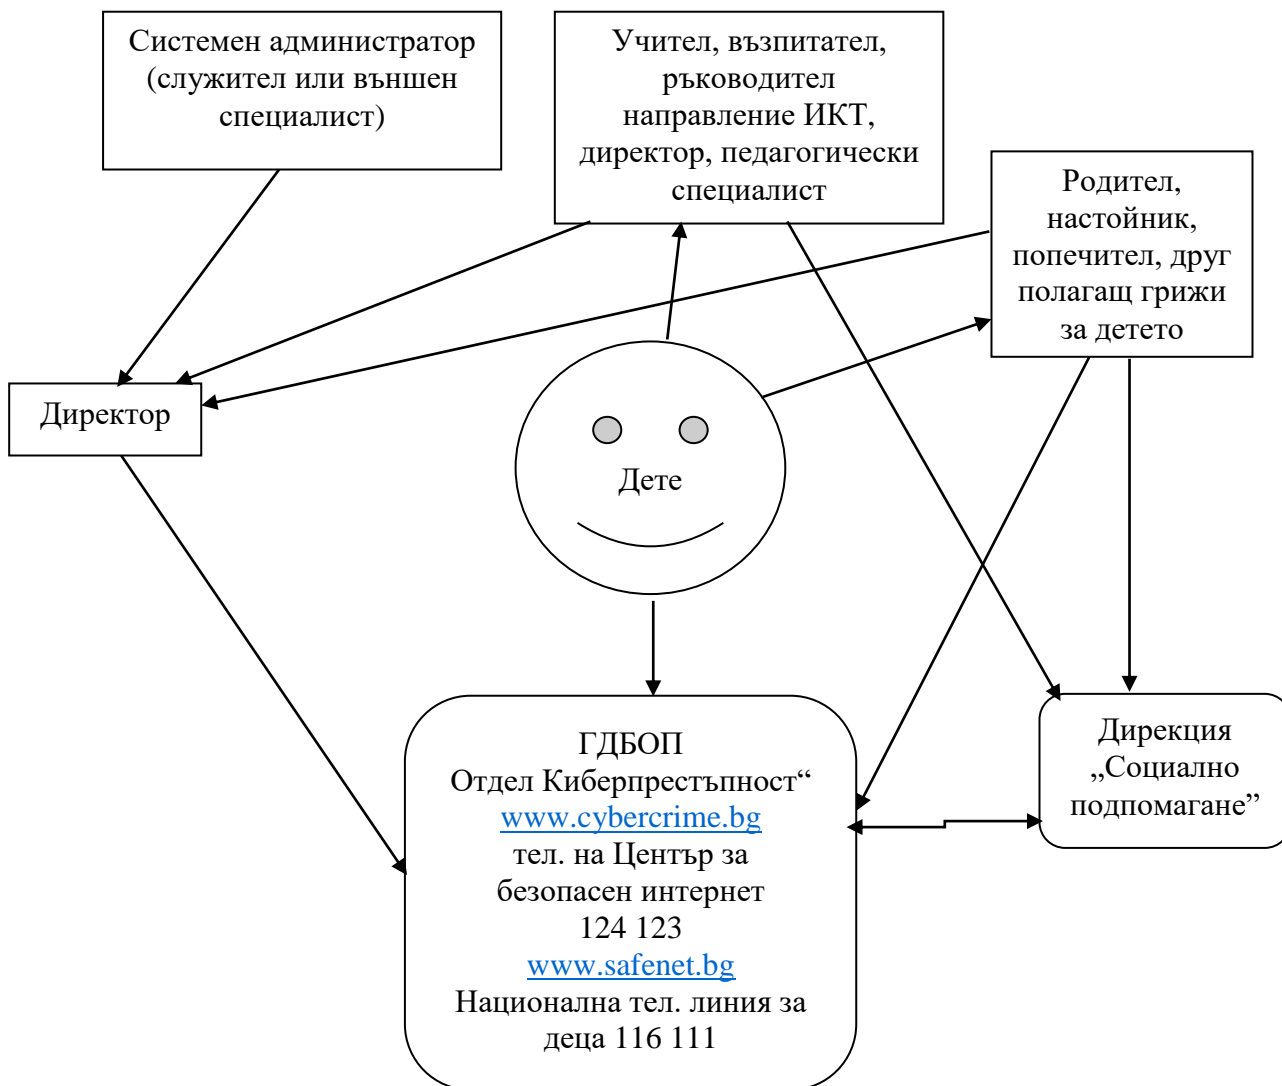 Системен администратор
(служител или външен
специалист)
Учител, възпитател,
ръководител
направление ИКТ,
директор, педагогически
специалист
Родител,
настойник,
попечител, друг
полагащ грижи
за детето
Директор
Дете
ГДБОП
Отдел Киберпрестъпност“
www.cybercrime.bg
тел. на Център за
безопасен интернет
124 123
www.safenet.bg
Национална тел. линия за
деца 116 111
Дирекция
„Социално
подпомагане”